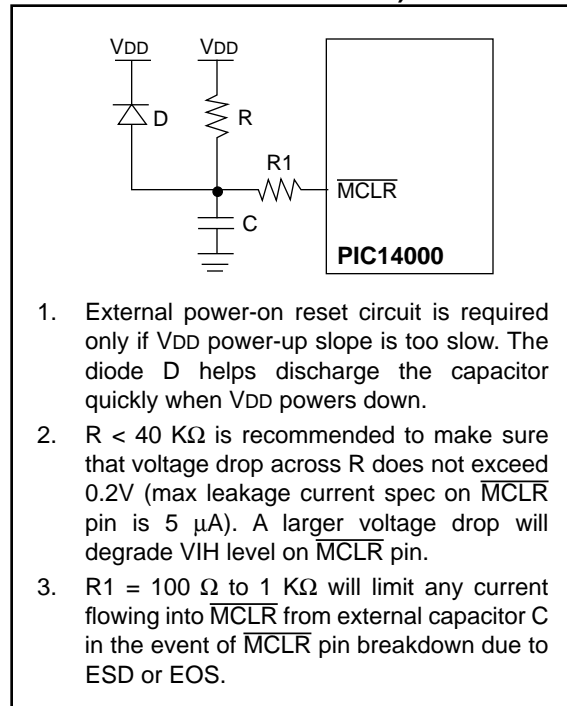 VDD VDD
D R
R1
MCLR
C
PIC14000
1. External power-on reset circuit is required
only if VDD power-up slope is too slow. The
diode D helps discharge the capacitor
quickly when VDD powers down.
2. R < 40 KΩ is recommended to make sure
that voltage drop across R does not exceed
0.2V (max leakage current spec on MCLR
pin is 5 μA). A larger voltage drop will
degrade VIH level on MCLR pin.
3. R1 = 100 Ω to 1 KΩ will limit any current
flowing into MCLR from external capacitor C
in the event of MCLR pin breakdown due to
ESD or EOS.